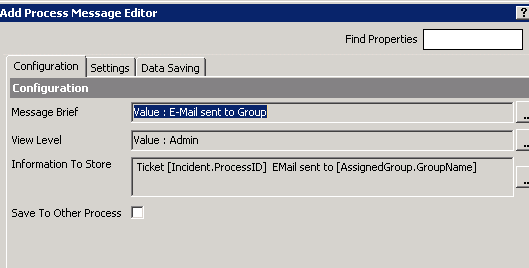 Add Process Message Editor
?
Find Properties
Configuration Settings Data Saving
Configuration
Message Brief Value : E-Mail sent to Group ...
View Level Value : Admin ...
Information To Store Ticket [Incident.ProcessID] EMail sent to [AssignedGroup.GroupName] ...
Save To Other Process